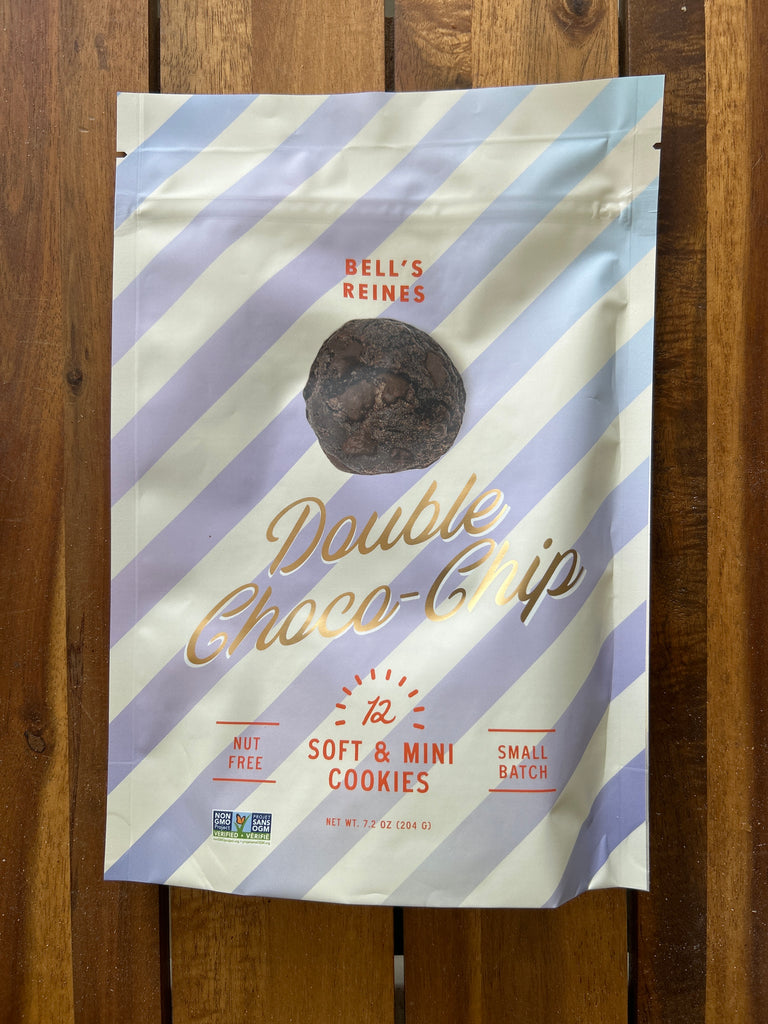 BELL'S
REINES
Double
Choco-Chip
12
SOFT & MINI
COOKIES
NUT
FREE
SMALL
BATCH
NET WT. 7.2 OZ (204 G)
NON
GMO
Project
PROJET
SANS
OGM
VERIFIED • VÉRIFIÉ